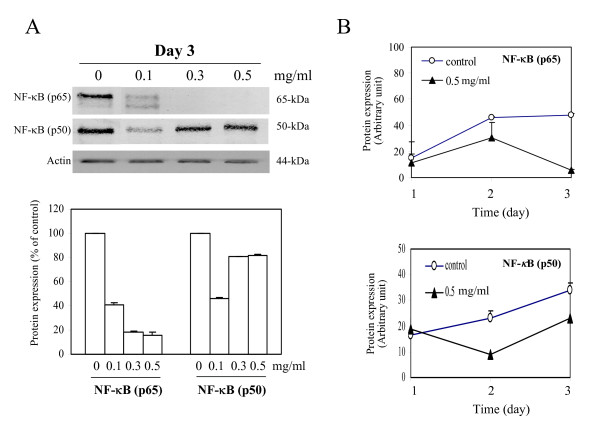 A
Day 3
0 0.1 0.3 0.5 mg/ml
NF-κB (p65) 65-kDa
NF-κB (p50) 50-kDa
Actin 44-kDa
Protein expression (% of control)
120
100
80
60
40
20
0
0 0.1 0.3 0.5 0 0.1 0.3 0.5 mg/ml
NF-κB (p65) NF-κB (p50)
B
Protein expression
(Arbitrary unit)
100
80
60
40
20
0
control NF-κB (p65)
0.5 mg/ml
1 2 3
Time (day)
Protein expression
(Arbitrary unit)
50
40
30
20
10
0
control NF-κB (p50)
0.5 mg/ml
1 2 3
Time (day)